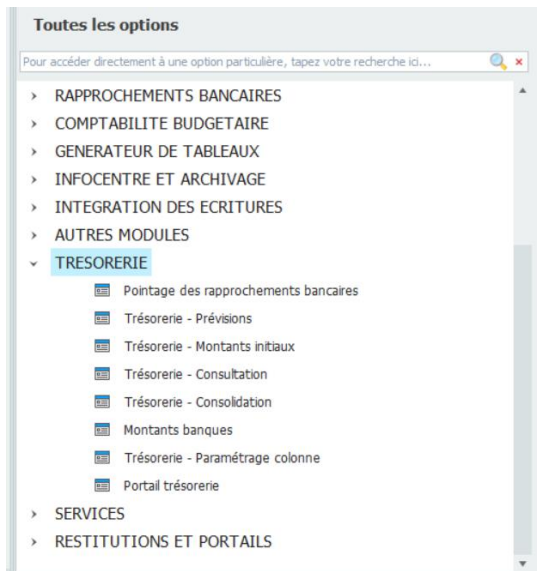 Toutes les options
Pour accéder directement à une option particulière, tapez votre recherche ici...
RAPPROCHEMENTS BANCAIRES
COMPTABILITE BUDGETAIRE
GENERATEUR DE TABLEAUX
INFOCENTRE ET ARCHIVAGE
INTEGRATION DES ECRITURES
AUTRES MODULES
TRESORERIE
Pointage des rapprochements bancaires
Trésorerie - Prévisions
Trésorerie - Montants initiaux
Trésorerie - Consultation
Trésorerie - Consolidation
Montants banques
Trésorerie - Paramétrage colonne
Portail trésorerie
SERVICES
RESTITUTIONS ET PORTAILS